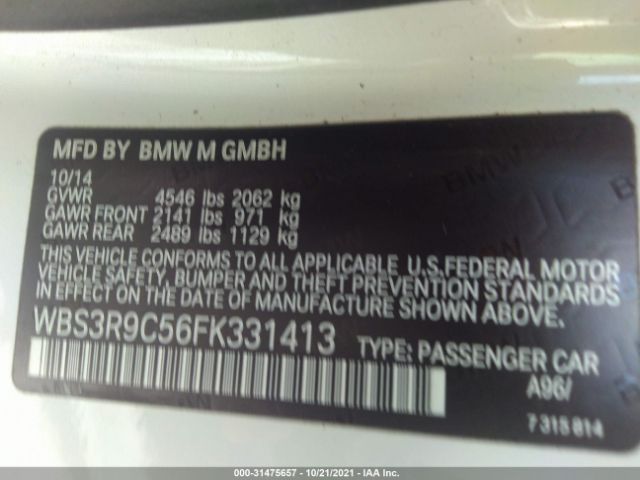 MFD BY BMW M GMBH
10/14
GVWR 4546 lbs 2062 kg
GAWR FRONT 2141 lbs 971 kg
GAWR REAR 2489 lbs 1129 kg
THIS VEHICLE CONFORMS TO ALL APPLICABLE U.S.FEDERAL MOTOR
VEHICLE SAFETY, BUMPER AND THEFT PREVENTION STANDARDS
IN EFFECT ON THE DATE OF MANUFACTURE SHOWN ABOVE.
WBS3R9C56FK331413 TYPE: PASSENGER CAR
A96/
7315814
000 - 31475657 - 10/21/2021 - IAA Inc.